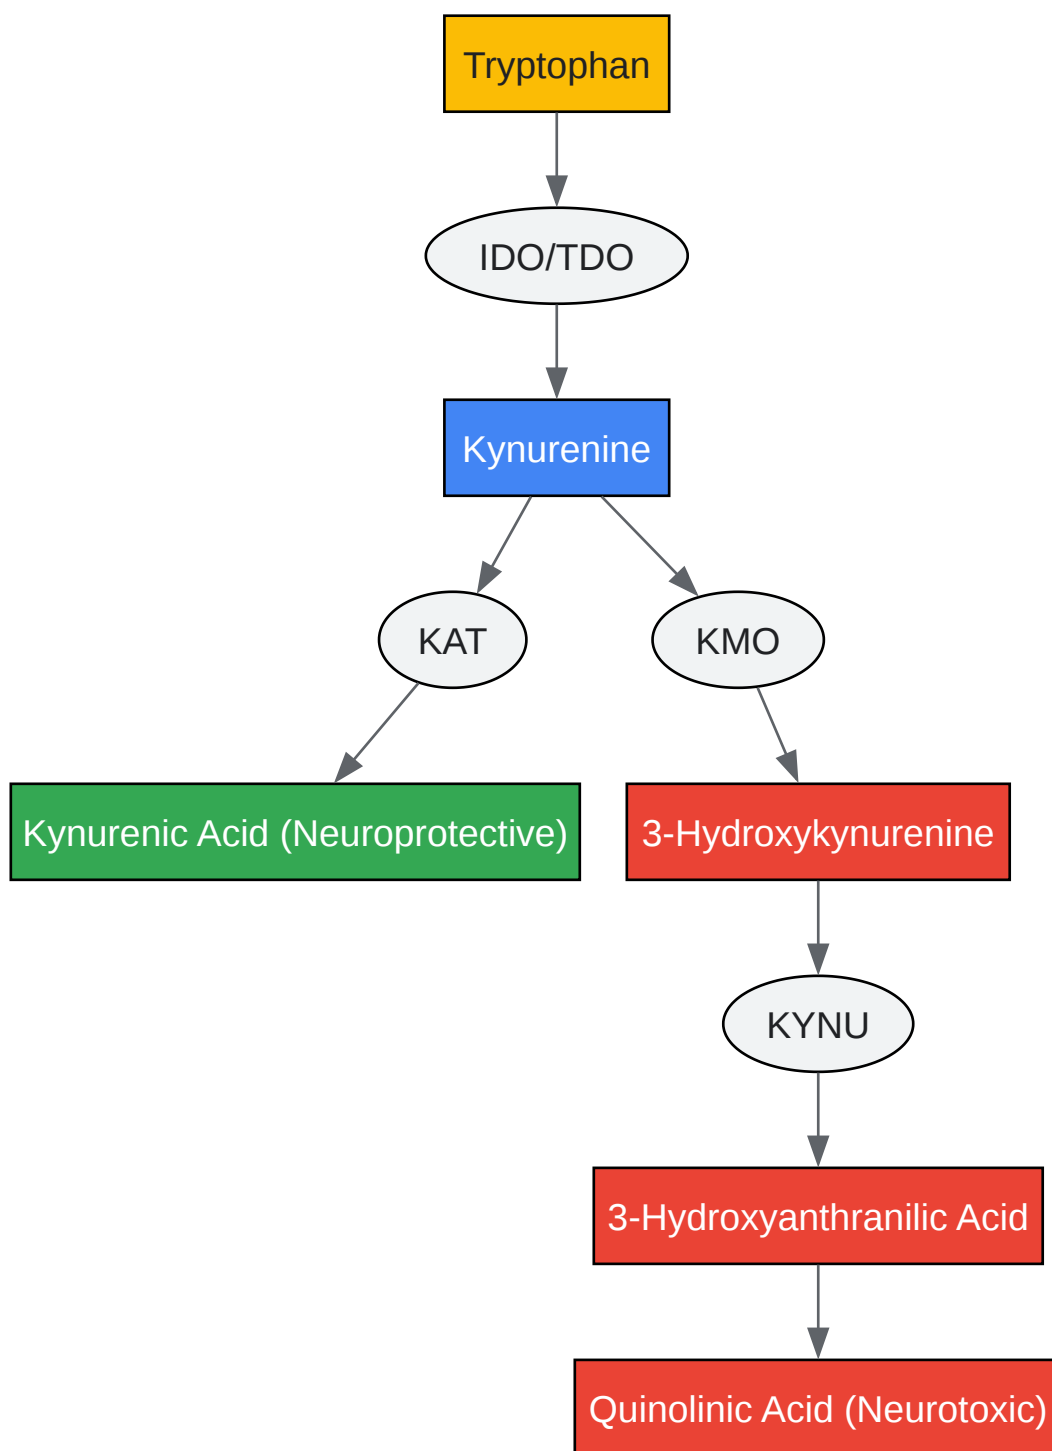 Tryptophan
IDO/TDO
Kynurenine
KAT
KMO
Kynurenic Acid (Neuroprotective)
3-Hydroxykynurenine
KYNU
3-Hydroxyanthranilic Acid
Quinolinic Acid (Neurotoxic)